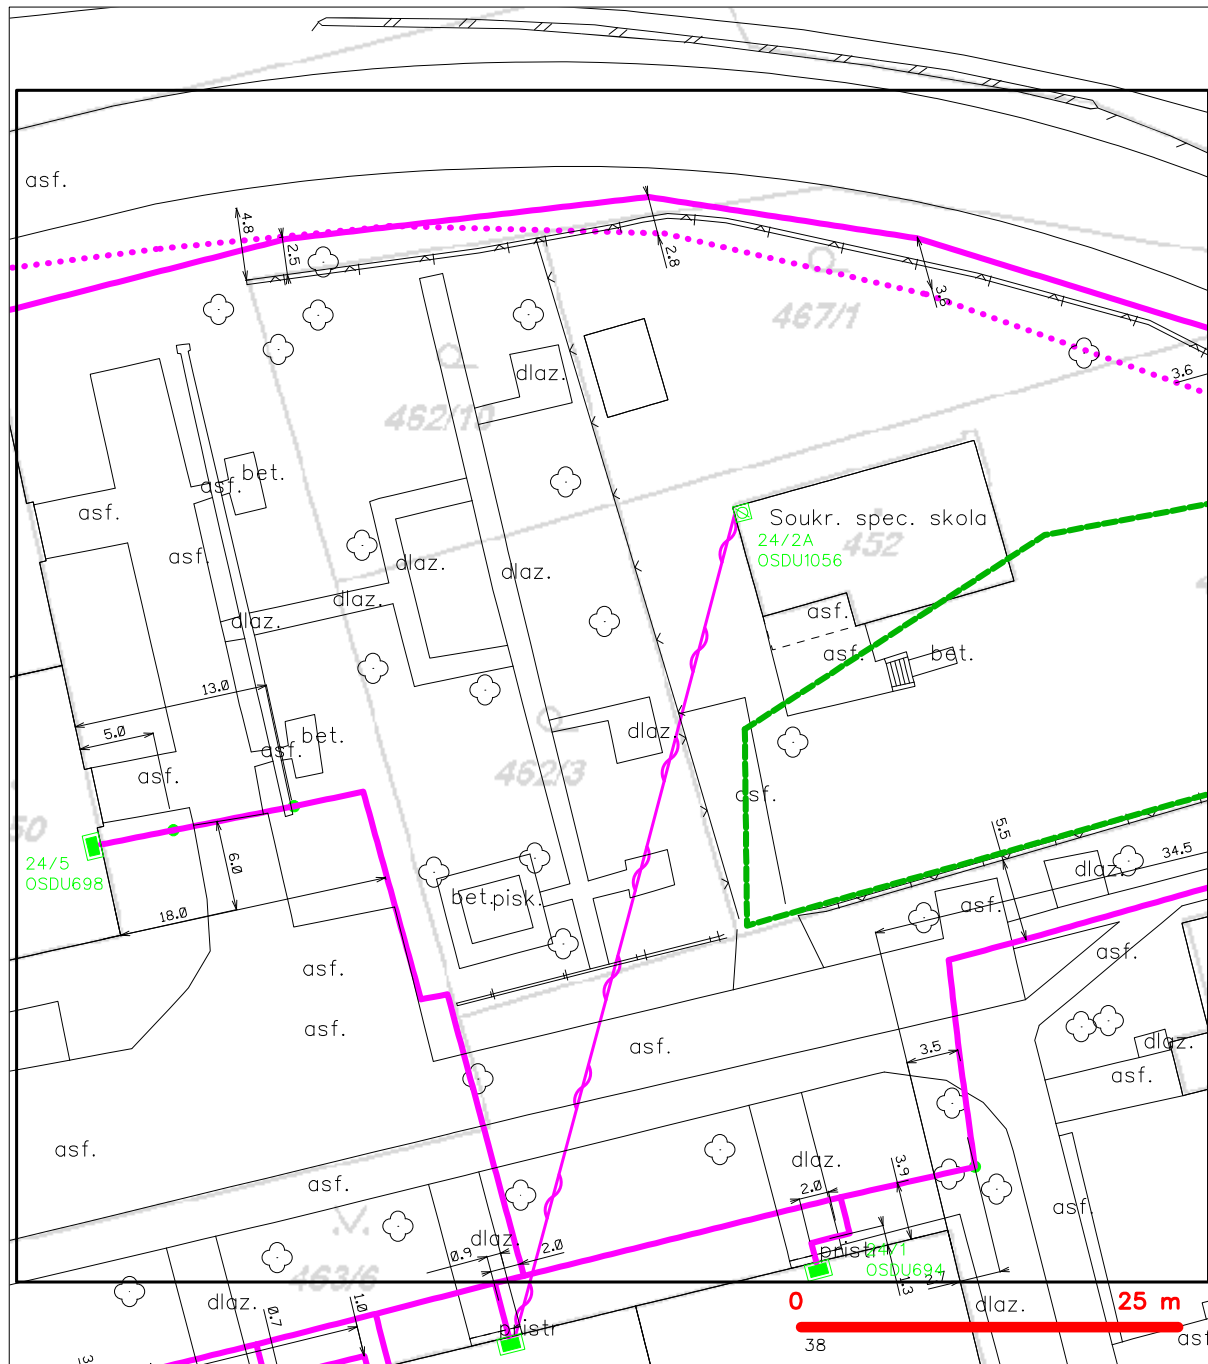 asf.
4.8
2.5
2.8
3.6
467/1
3.6
dlaz.
462/10
bet.
asf.
asf.
asf.
Soukr. spec. skola
24/2A
452
OSDU1056
dlaz.
dlaz.
dlaz.
dlaz.
asf.
asf.
bet.
13.0
5.0
dlaz.
bet.
asf.
asf.
462/3
asf.
50
24/5
OSDU698
6.0
5.5
34.5
dlaz.
bet.
pisk.
18.0
asf.
asf.
asf.
asf.
asf.
3.5
dlaz.
asf.
asf.
dlaz.
3.9
asf.
2.0
asf.
dlaz.
0.9
2.0
pristr
24/1
OSDU694
463/6
2.7
1.3
dlaz.
0.7
1.0
0
25 m
dlaz.
pristr
38
asf
3